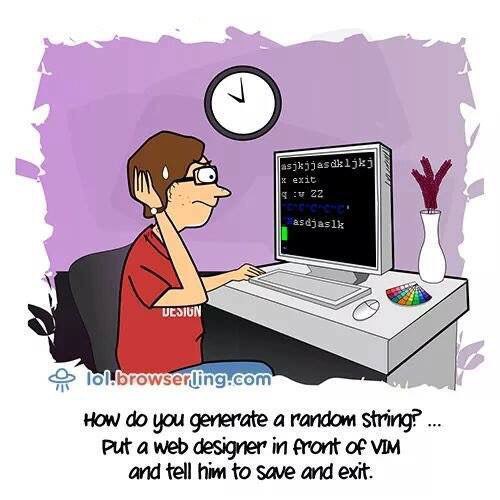 asjkjjasdkljkj
x exit
q :w ZZ
^C^C^C^C^C'
asdjaslk
DESIGN
lol.browserling.com
How do you generate a random string? ...
Put a web designer in front of VIM
and tell him to save and exit.